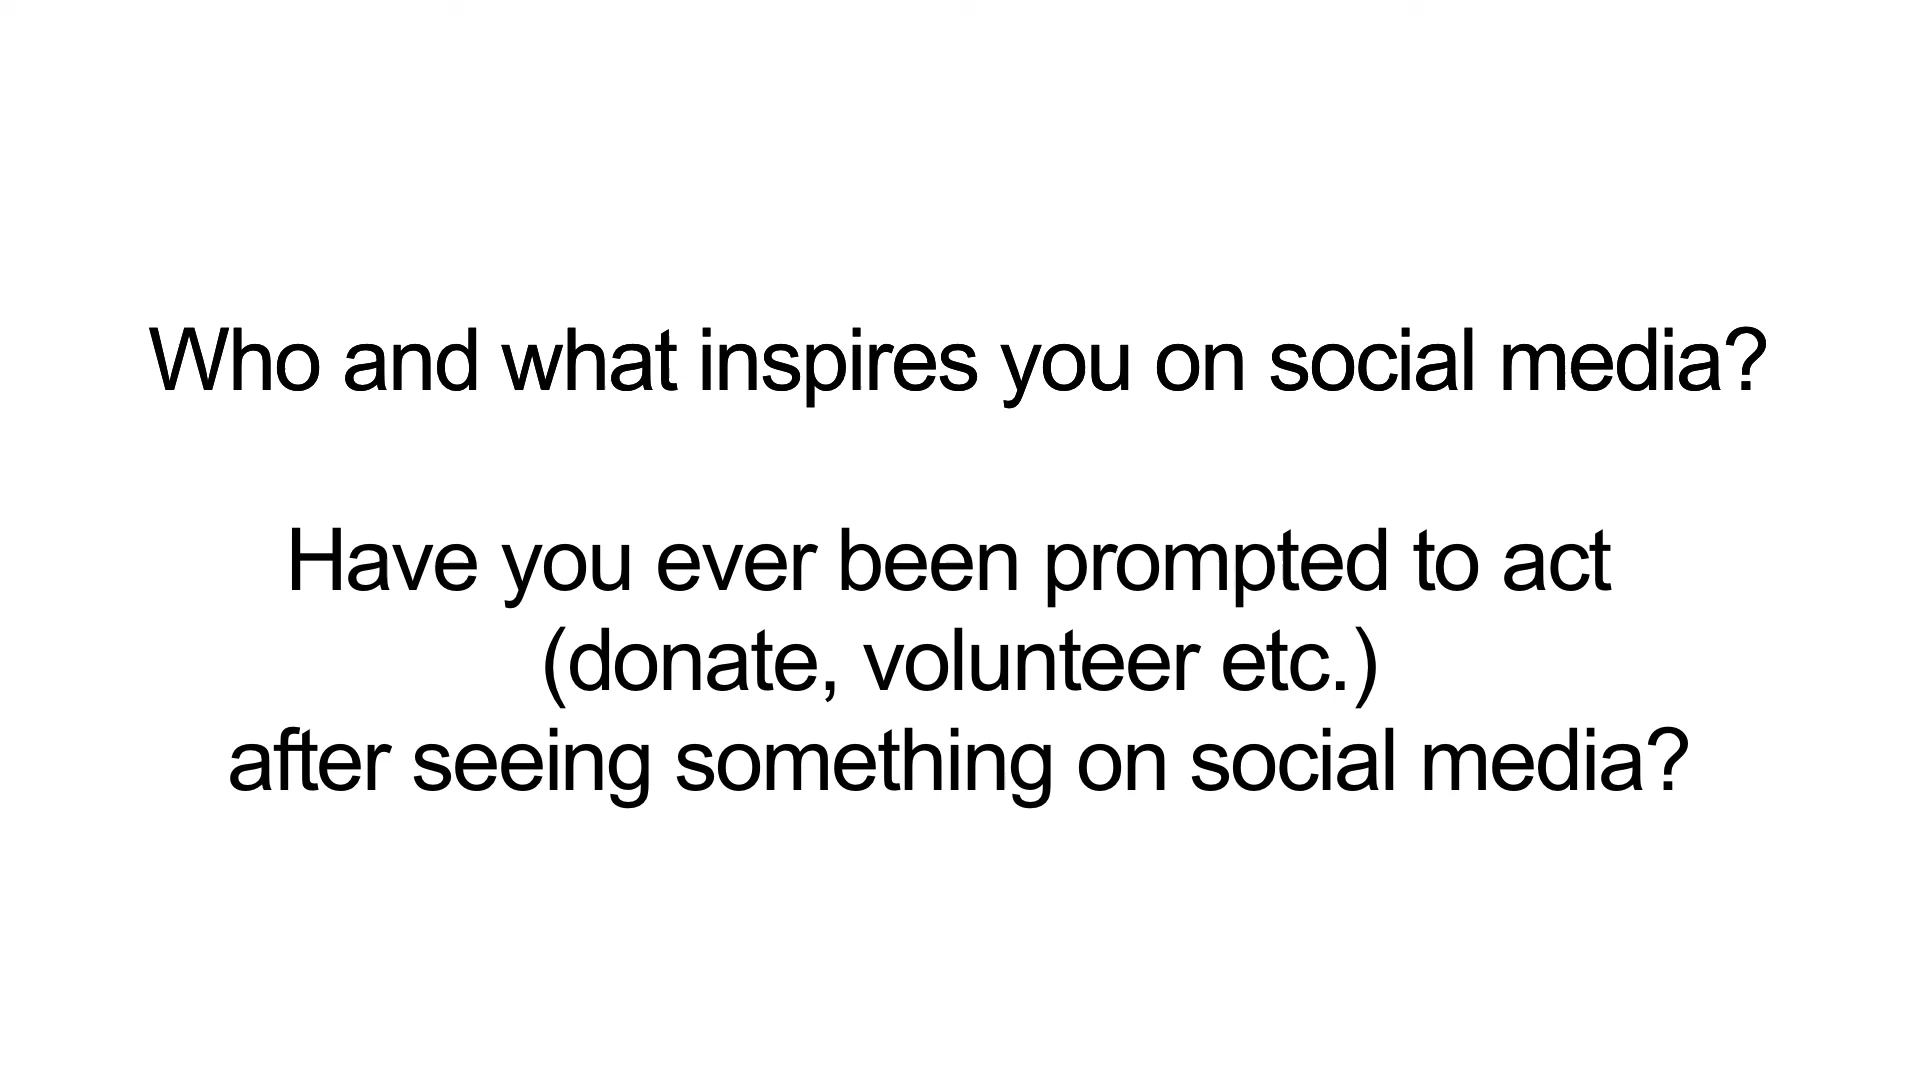 Who and what inspires you on social media?
Have you ever been prompted to act
(donate, volunteer etc.)
after seeing something on social media?